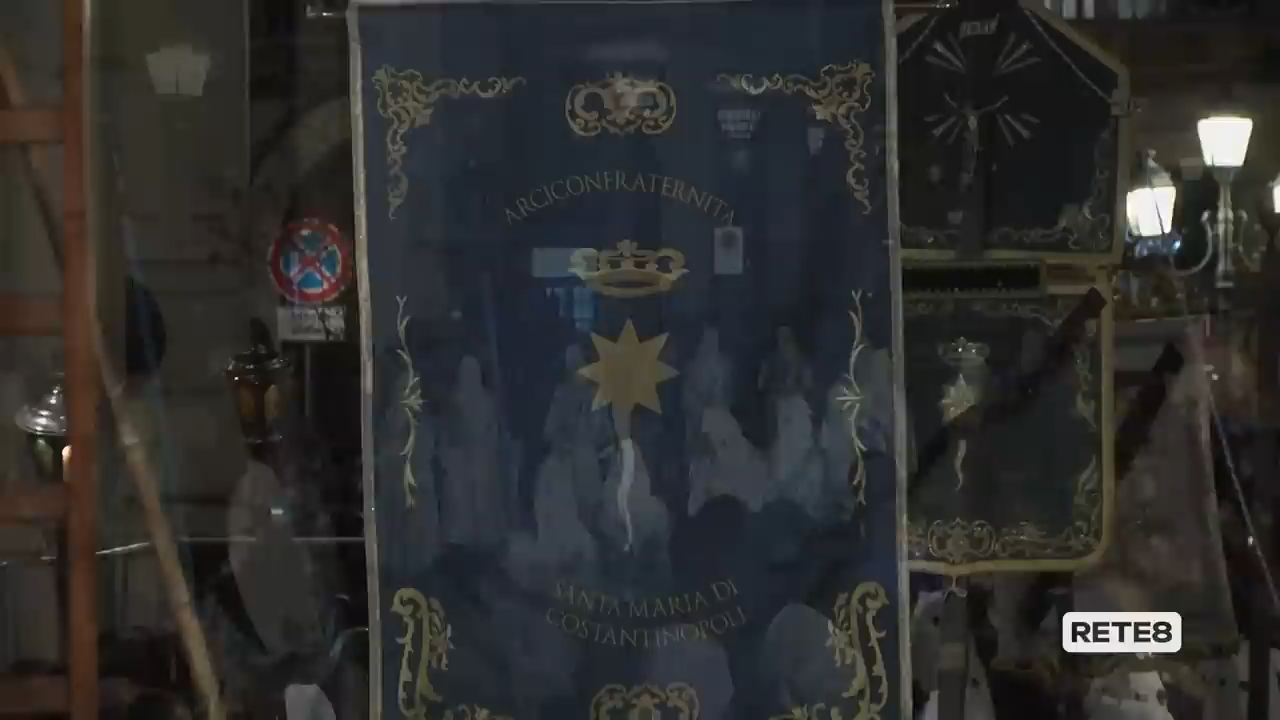 ARCICONFRATERNITA
SANTA MARIA DI
COSTANTINOPOLI
RETE8